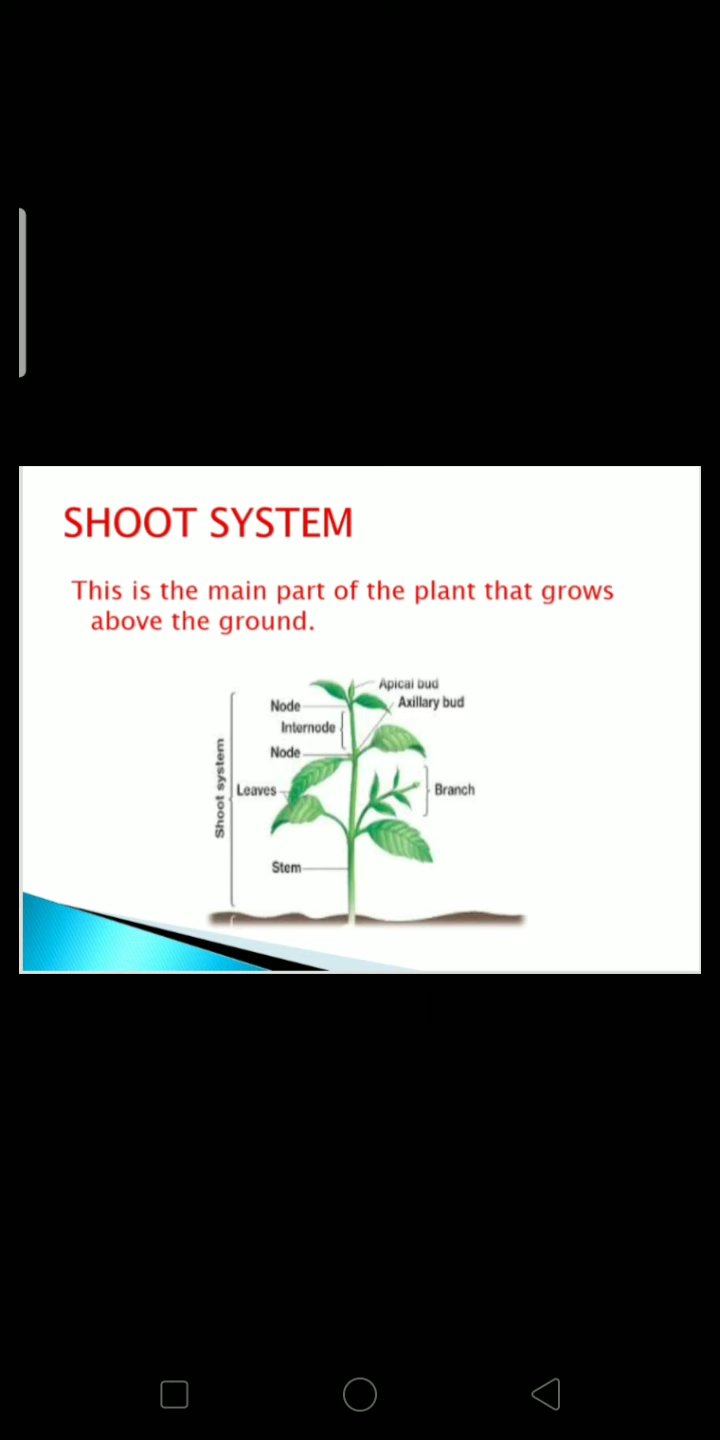 SHOOT SYSTEM
This is the main part of the plant that grows
above the ground.
Apical bud
Node
Axillary bud
Internode
Node
Shoot system
Leaves
Branch
Stem